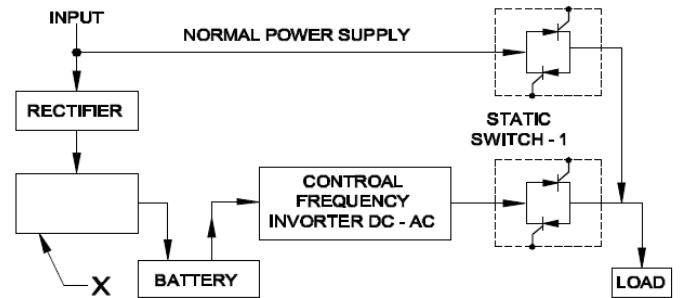 INPUT
NORMAL POWER SUPPLY
RECTIFIER
STATIC
SWITCH - 1
CONTROAL
FREQUENCY
INVORTER DC - AC
X
BATTERY
LOAD